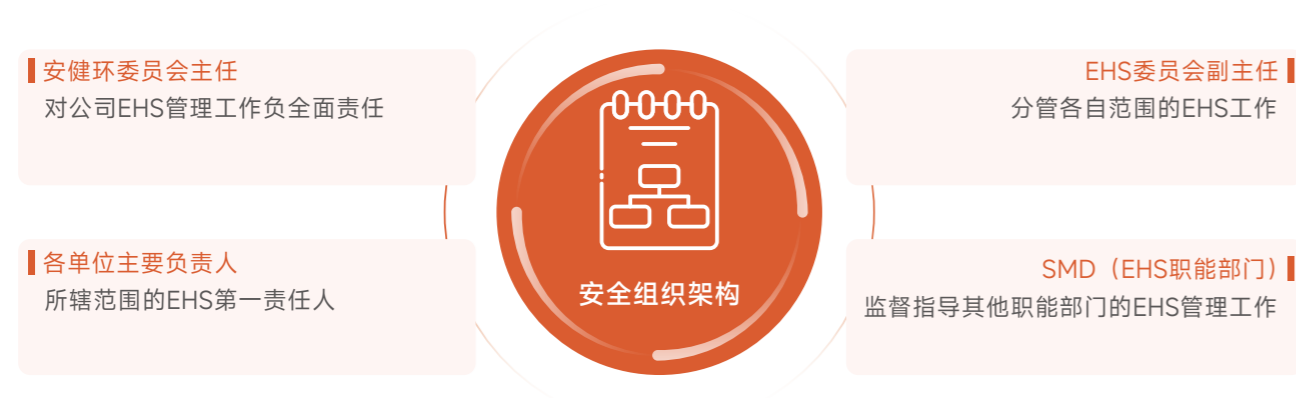 安健环委员会主任
对公司EHS管理工作负全面责任
各单位主要负责人
所辖范围的EHS第一责任人
安全组织架构
EHS委员会副主任
分管各自范围的EHS工作
SMD（EHS职能部门）
监督指导其他职能部门的EHS管理工作